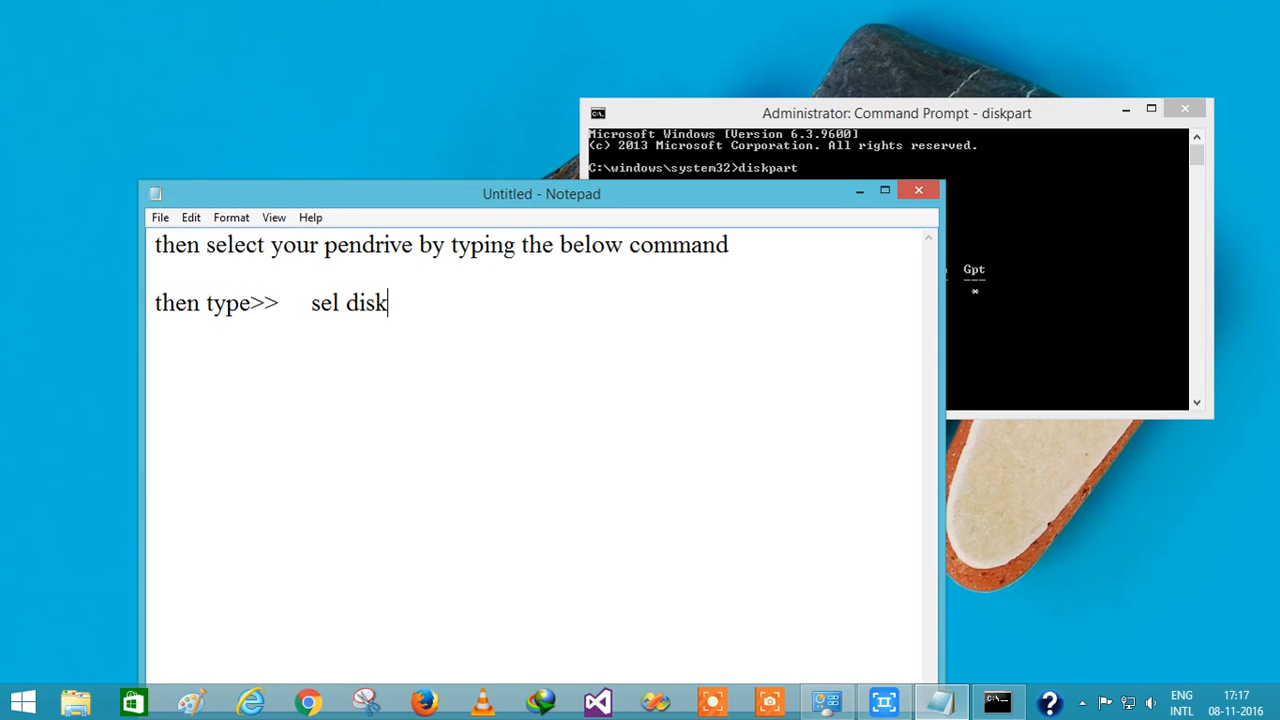 Administrator: Command Prompt - diskpart
Microsoft Windows [Version 6.3.9600]
(c) 2013 Microsoft Corporation. All rights reserved.
C:\windows\system32>diskpart
Gpt
---
*
Untitled - Notepad
File Edit Format View Help
then select your pendrive by typing the below command
then type>> sel disk
ENG 17:17
INTL 08-11-2016